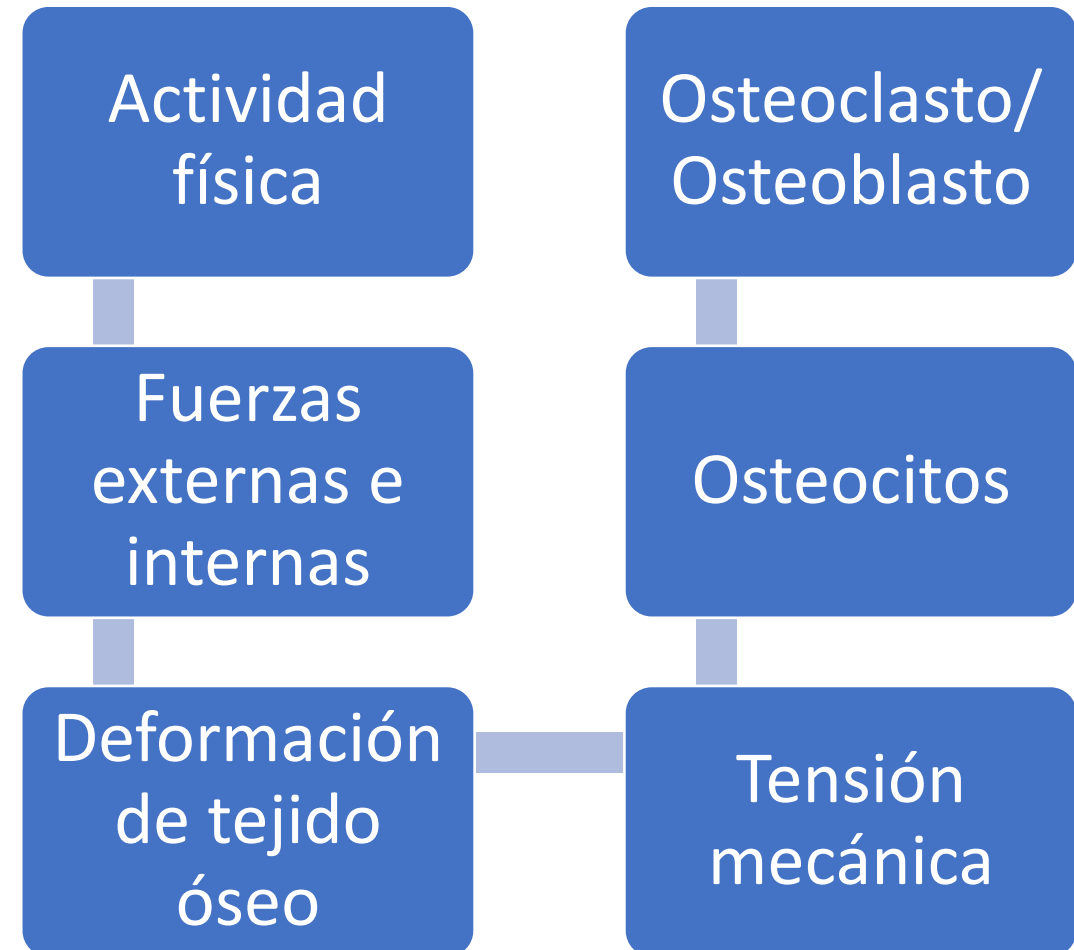 Actividad
física
Fuerzas
externas e
internas
Deformación
de tejido
óseo
Tensión
mecánica
Osteocitos
Osteoclasto/
Osteoblasto